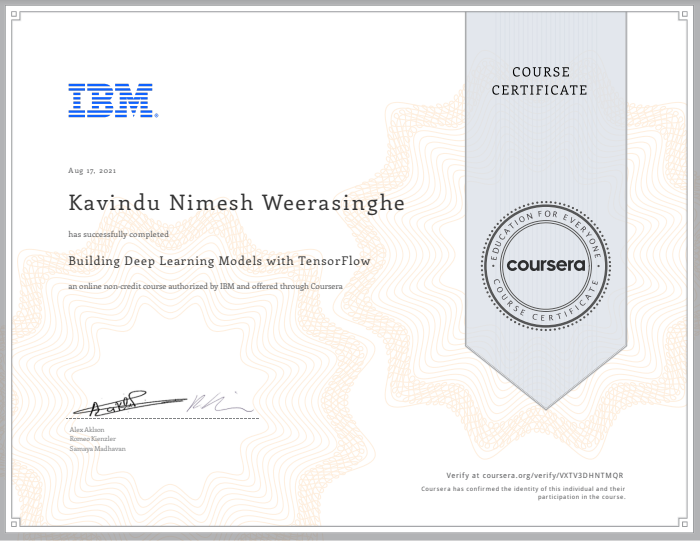 COURSE
CERTIFICATE
IBM®
Aug 17, 2021
Kavindu Nimesh Weerasinghe
has successfully completed
Building Deep Learning Models with TensorFlow
an online non-credit course authorized by IBM and offered through Coursera
EDUCATION FOR EVERYONE
coursera
COURSE CERTIFICATE
Alex Aklson
Romeo Kienzler
Samaya Madhavan
Verify at coursera.org/verify/VXTV3DHNTMQR
Coursera has confirmed the identity of this individual and their
participation in the course.